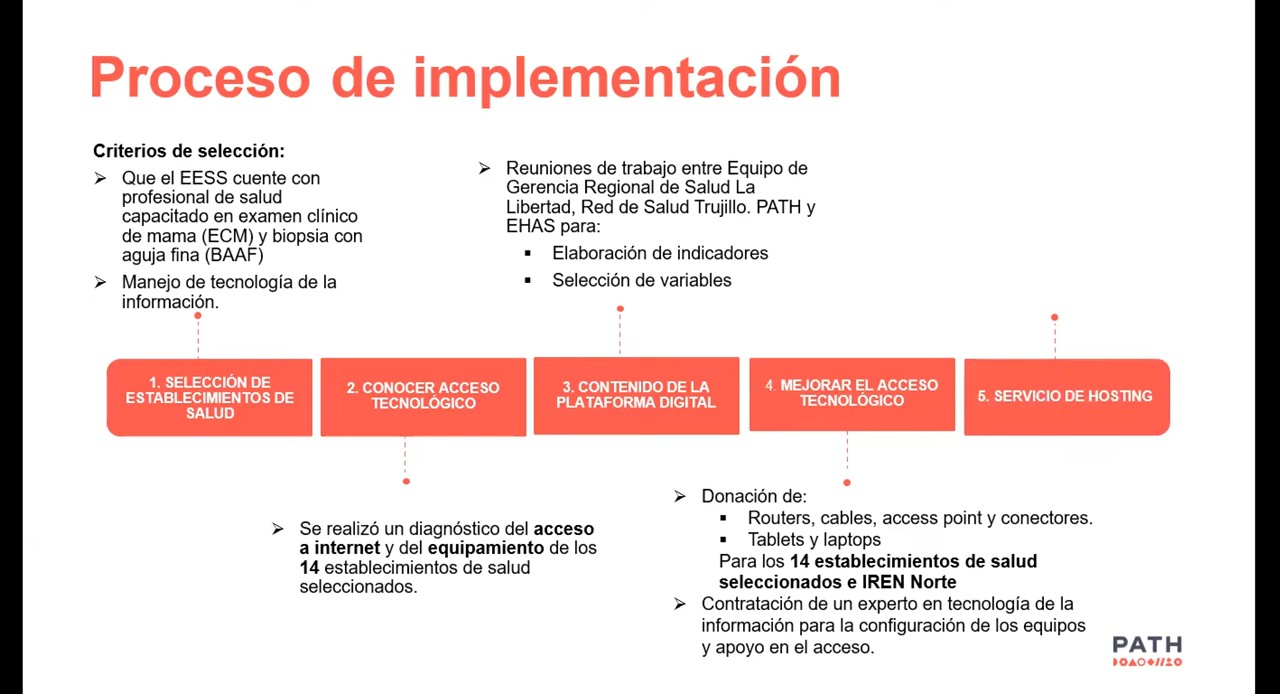 Proceso de implementación
Criterios de selección:
➢ Que el EESS cuente con
profesional de salud
capacitado en examen clínico
de mama (ECM) y biopsia con
aguja fina (BAAF)
➢ Manejo de tecnología de la
información.
➢ Reuniones de trabajo entre Equipo de
Gerencia Regional de Salud La
Libertad, Red de Salud Trujillo. PATH y
EHAS para:
▪ Elaboración de indicadores
▪ Selección de variables
1. SELECCIÓN DE
ESTABLECIMIENTOS DE
SALUD
2. CONOCER ACCESO
TECNOLÓGICO
3. CONTENIDO DE LA
PLATAFORMA DIGITAL
4. MEJORAR EL ACCESO
TECNOLÓGICO
5. SERVICIO DE HOSTING
➢ Se realizó un diagnóstico del acceso
a internet y del equipamiento de los
14 establecimientos de salud
seleccionados.
➢ Donación de:
▪ Routers, cables, access point y conectores.
▪ Tablets y laptops
Para los 14 establecimientos de salud
seleccionados e IREN Norte
➢ Contratación de un experto en tecnología de la
información para la configuración de los equipos
y apoyo en el acceso.
PATH